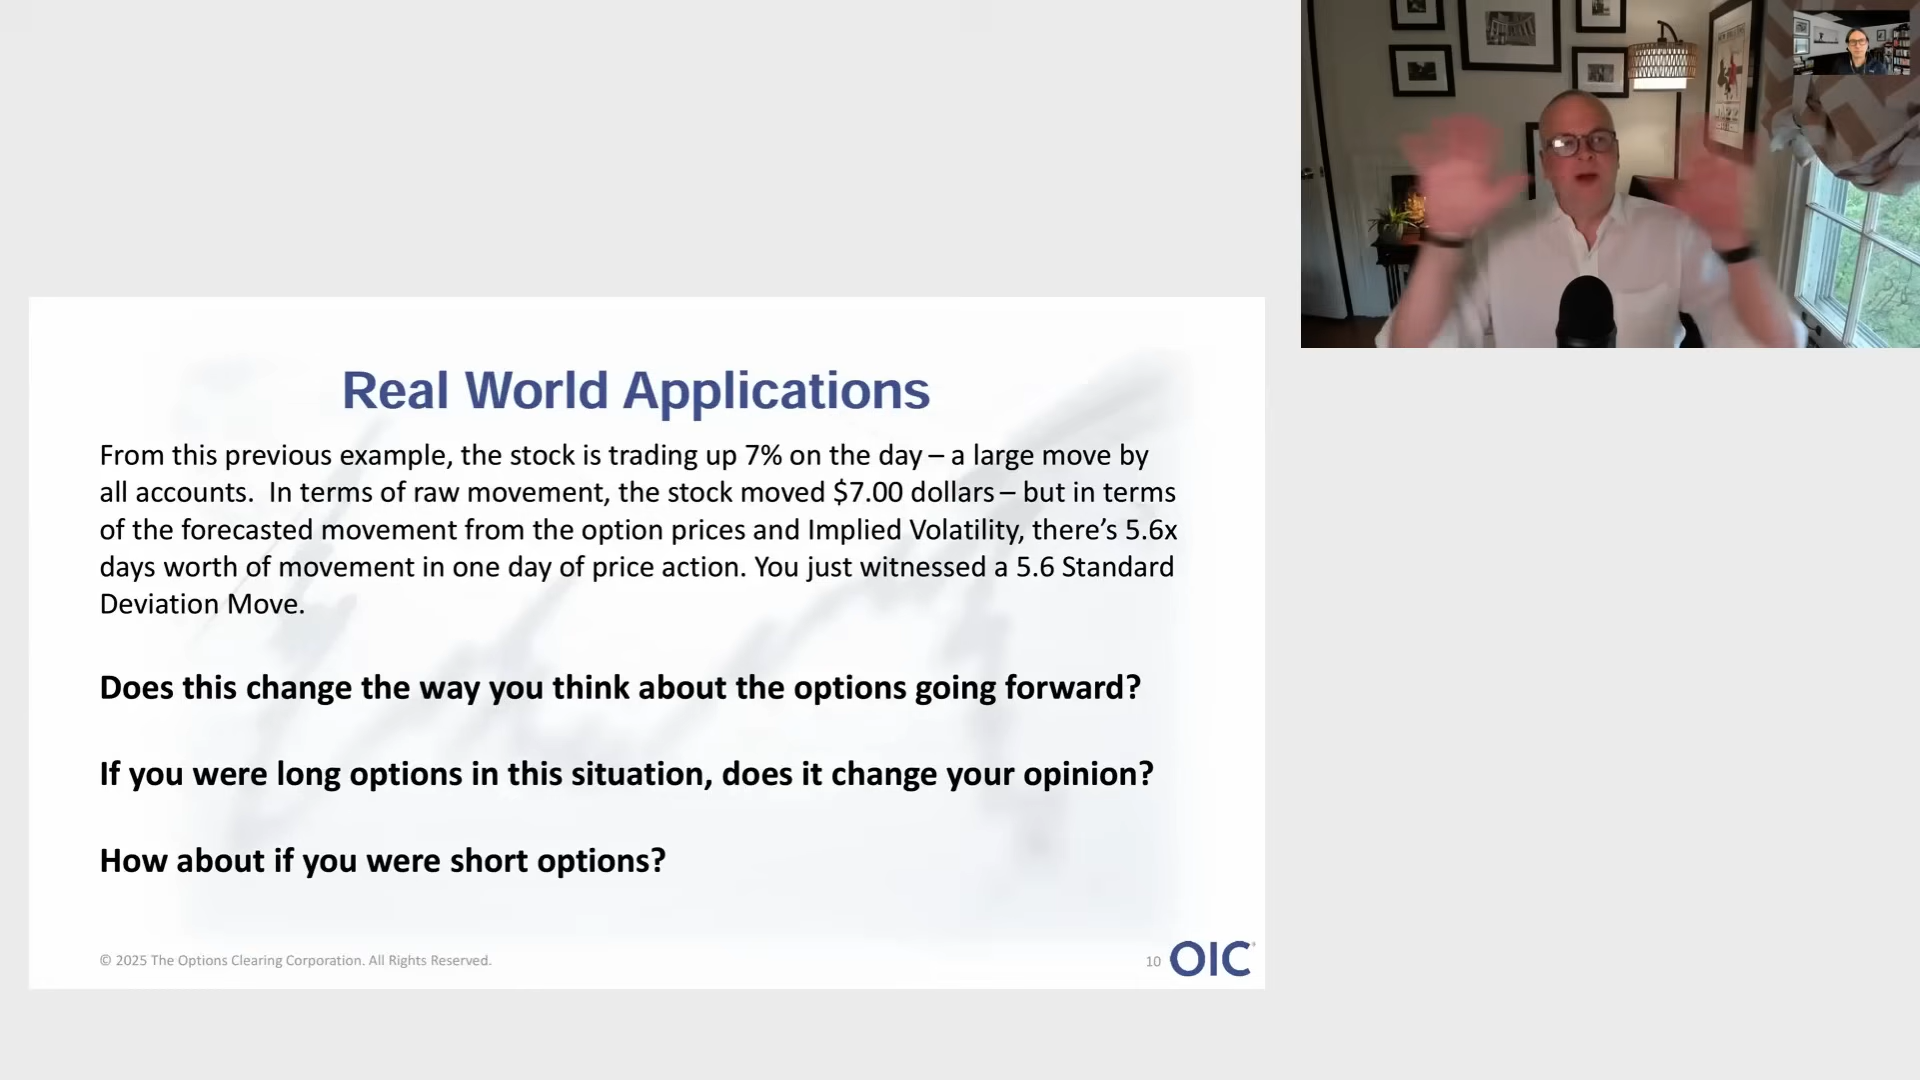 Real World Applications
From this previous example, the stock is trading up 7% on the day – a large move by
all accounts.  In terms of raw movement, the stock moved $7.00 dollars – but in terms
of the forecasted movement from the option prices and Implied Volatility, there’s 5.6x
days worth of movement in one day of price action. You just witnessed a 5.6 Standard
Deviation Move.
Does this change the way you think about the options going forward?
If you were long options in this situation, does it change your opinion?
How about if you were short options?
© 2025 The Options Clearing Corporation. All Rights Reserved.
10
OIC